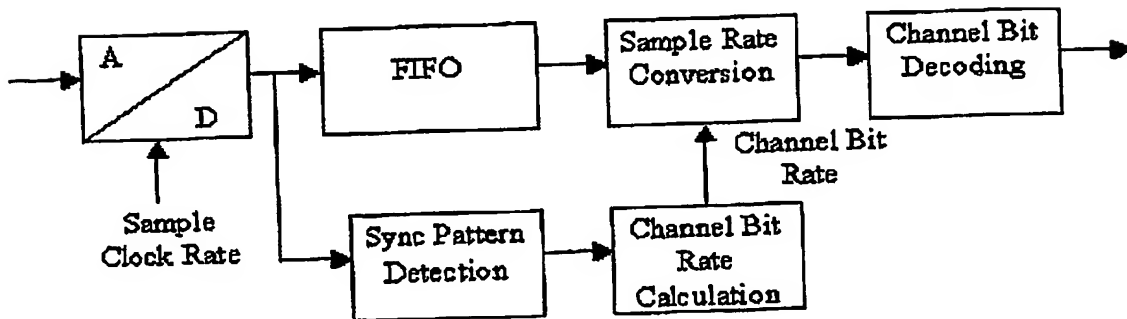 A
D
FIFO
Sample Rate
Conversion
Channel Bit
Decoding
Sample
Clock Rate
Sync Pattern
Detection
Channel Bit
Rate
Calculation
Channel Bit
Rate